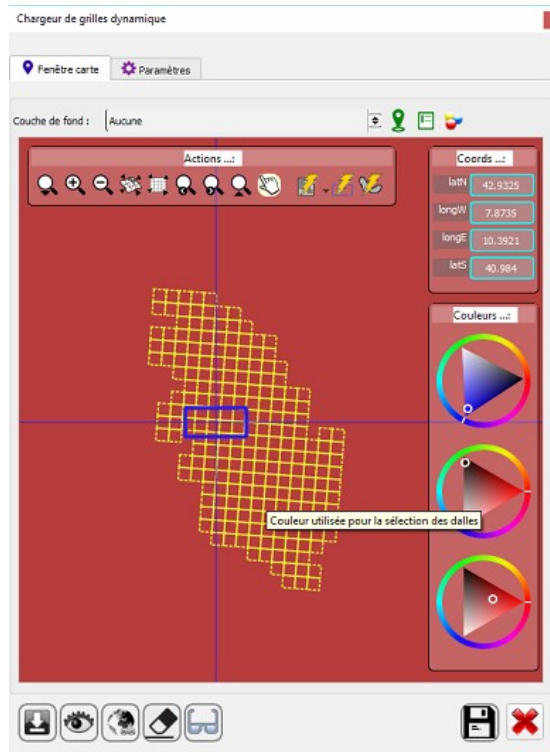 Chargeur de grilles dynamique
Fenêtre carte
Paramètres
Couche de fond :
Aucune
Actions ...:
Coords ...:
latN 42.9325
longW 7.8735
longE 10.3921
latS 40.984
Couleurs ...:
Couleur utilisée pour la sélection des dalles